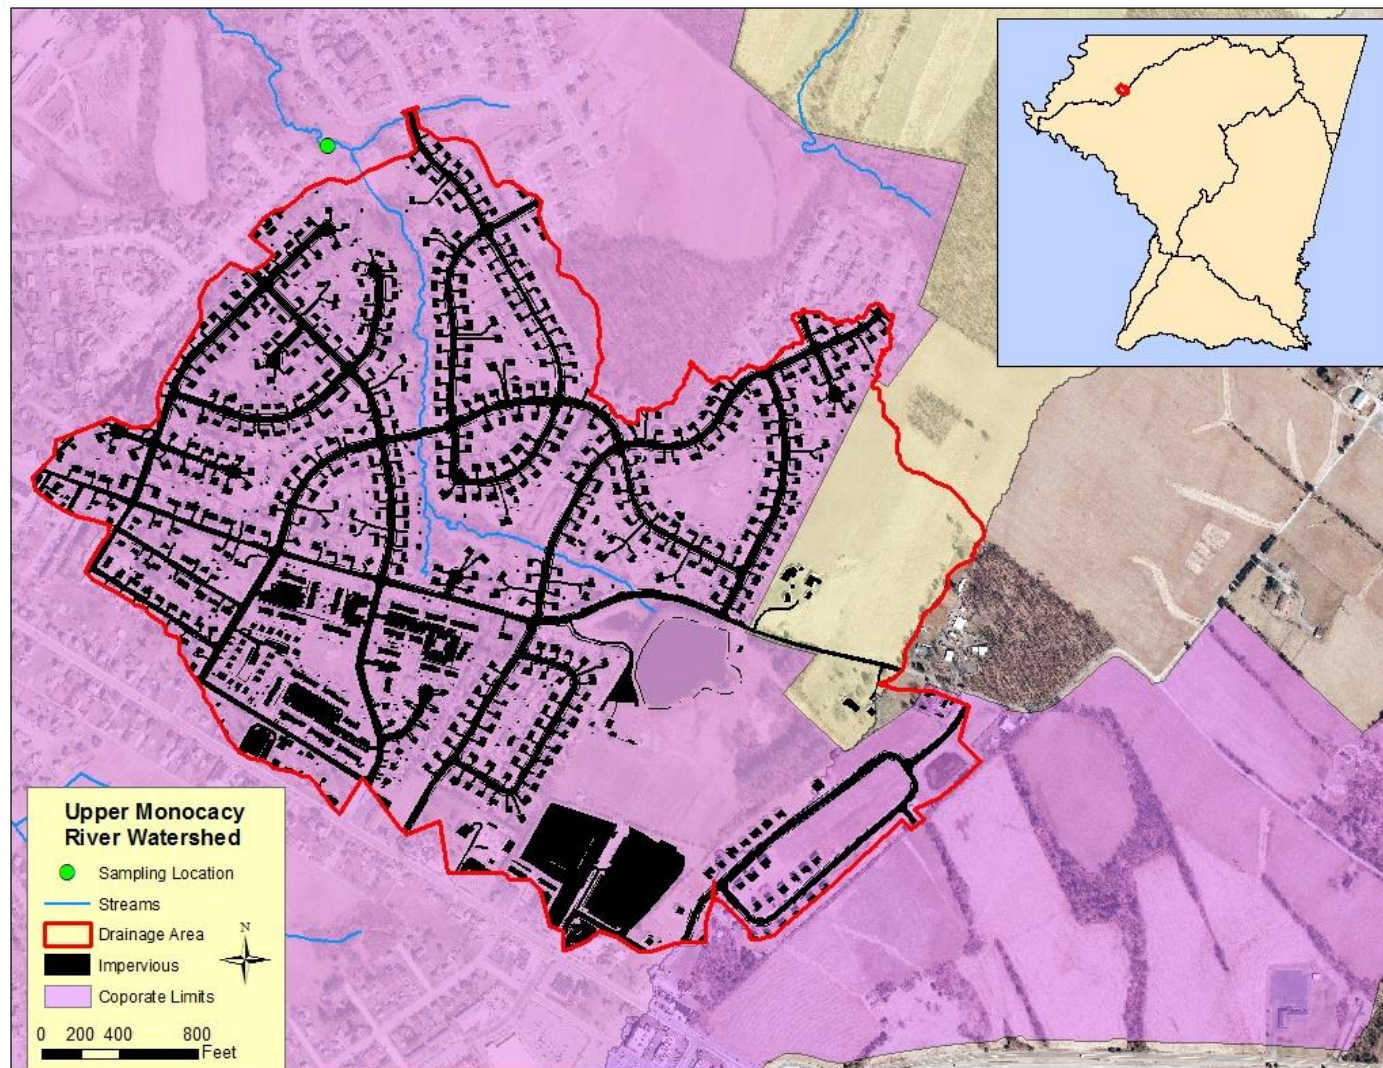 Upper Monocacy
River Watershed
Sampling Location
Streams
Drainage Area
N
Impervious
Coporate Limits
0 200 400 800
Feet